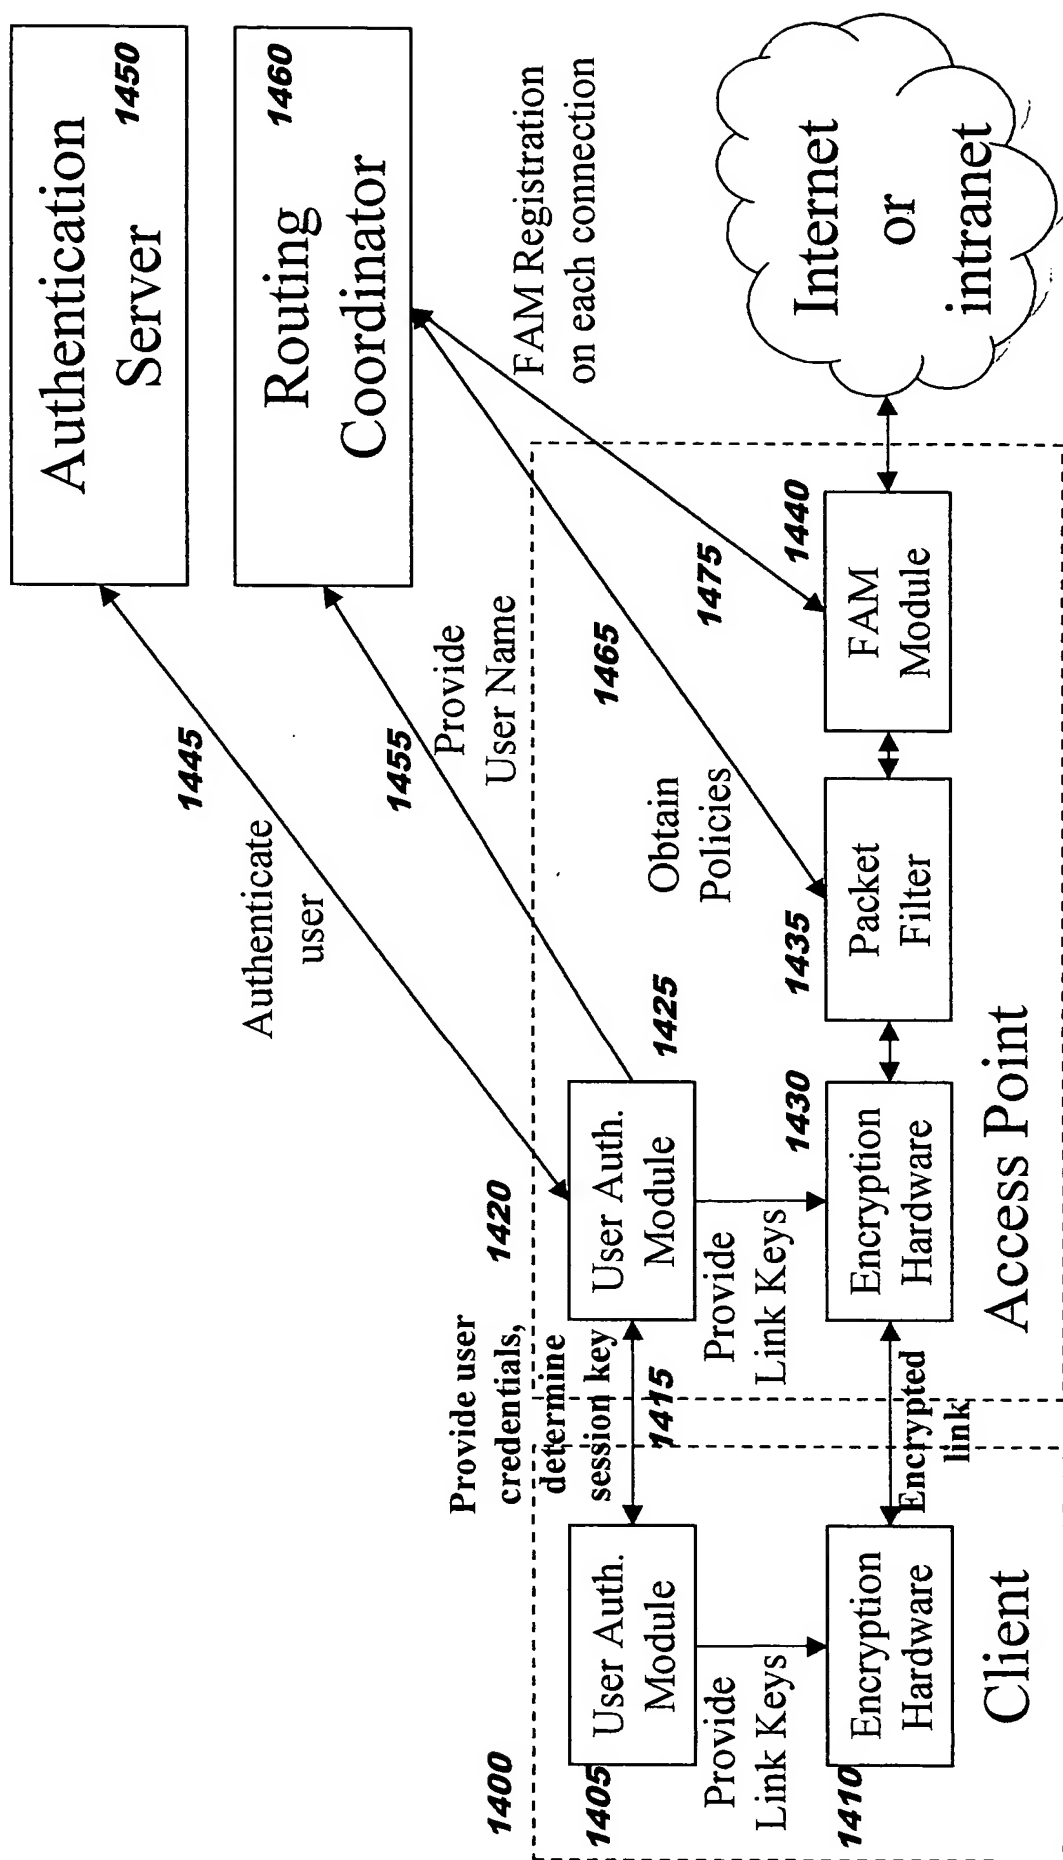 Authentication
Server
1450
Routing
Coordinator
1460
1445
Authenticate
user
1455
Provide
User Name
FAM Registration
on each connection
1465
Obtain
Policies
1475
1400
Provide user
credentials,
determine
session key
1415
1420
1405
User Auth.
Module
User Auth.
Module
1425
Provide
Link Keys
Provide
Link Keys
1410
Encryption
Hardware
Encrypted
link
Encryption
Hardware
1430
Packet
Filter
1435
FAM
Module
1440
Internet
or
intranet
Client
Access Point